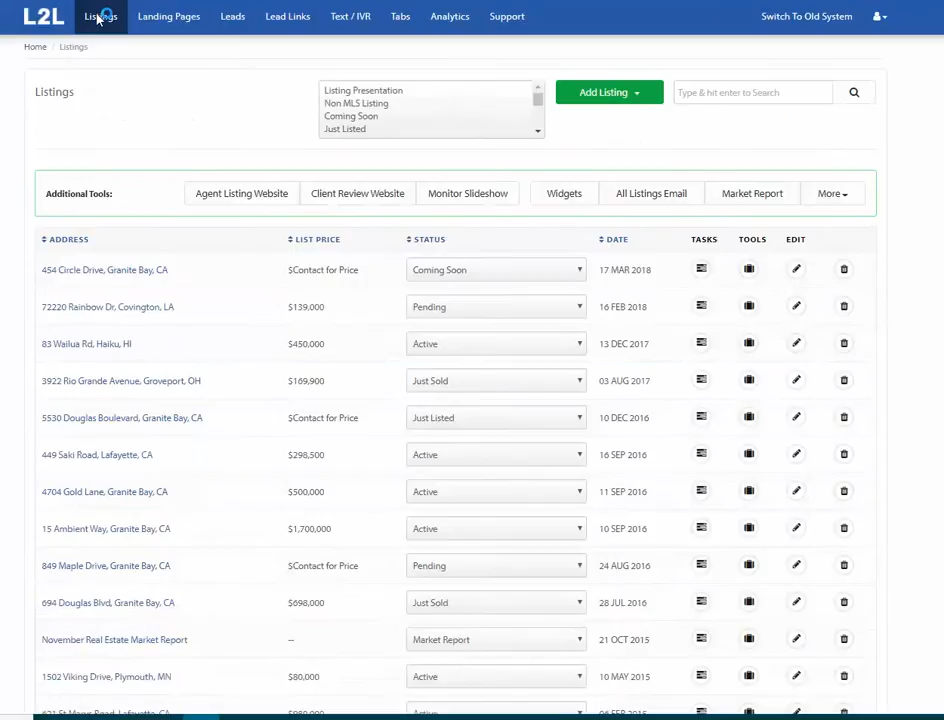 L2L Listings Landing Pages Leads Lead Links Text / IVR Tabs Analytics Support Switch To Old System
Home / Listings
Listings
Listing Presentation
Non MLS Listing
Coming Soon
Just Listed
Add Listing
Type & hit enter to Search
Additional Tools: Agent Listing Website Client Review Website Monitor Slideshow Widgets All Listings Email Market Report More
ADDRESS LIST PRICE STATUS DATE TASKS TOOLS EDIT
454 Circle Drive, Granite Bay, CA $Contact for Price Coming Soon 17 MAR 2018
72220 Rainbow Dr, Covington, LA $139,000 Pending 16 FEB 2018
83 Wailua Rd, Haiku, HI $450,000 Active 13 DEC 2017
3922 Rio Grande Avenue, Groveport, OH $169,900 Just Sold 03 AUG 2017
5530 Douglas Boulevard, Granite Bay, CA $Contact for Price Just Listed 10 DEC 2016
449 Saki Road, Lafayette, CA $298,500 Active 16 SEP 2016
4704 Gold Lane, Granite Bay, CA $500,000 Active 11 SEP 2016
15 Ambient Way, Granite Bay, CA $1,700,000 Active 10 SEP 2016
849 Maple Drive, Granite Bay, CA $Contact for Price Pending 24 AUG 2016
694 Douglas Blvd, Granite Bay, CA $698,000 Just Sold 28 JUL 2016
November Real Estate Market Report -- Market Report 21 OCT 2015
1502 Viking Drive, Plymouth, MN $80,000 Active 10 MAY 2015